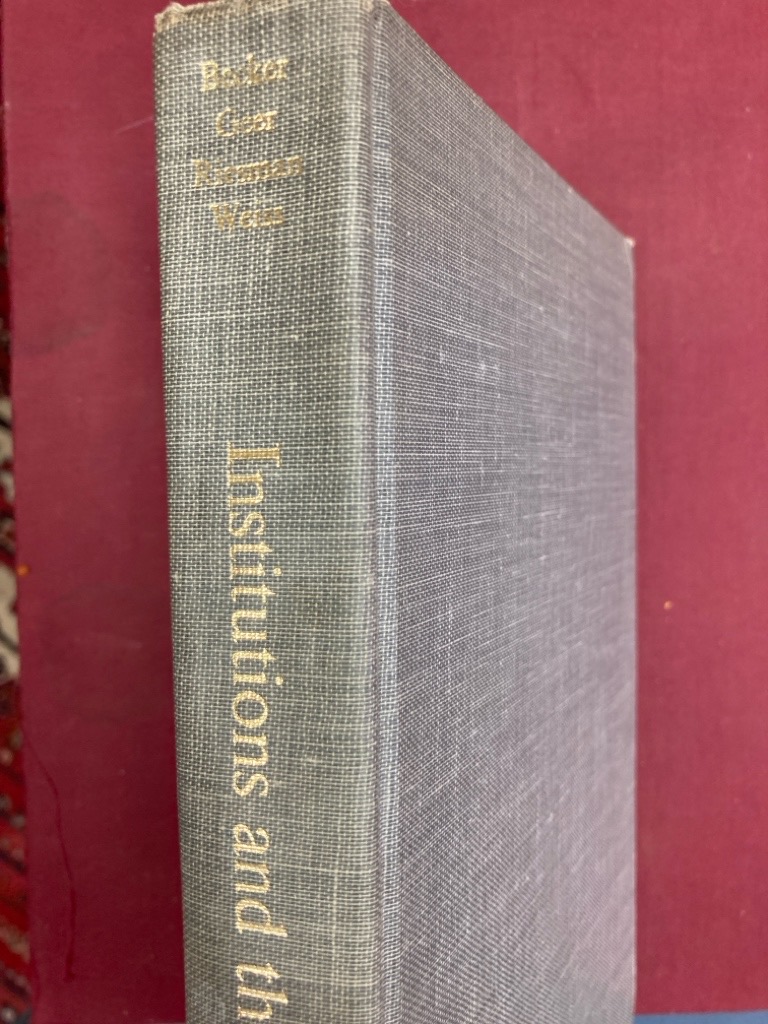 Becker
Geer
Riesman
Weiss
Institutions and th